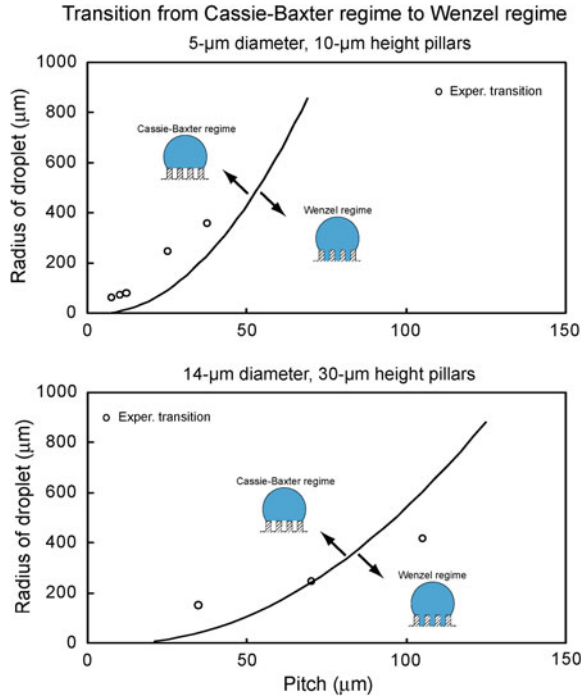 Transition from Cassie-Baxter regime to Wenzel regime
5-μm diameter, 10-μm height pillars
Radius of droplet (μm)
1000
800
600
400
200
0
Cassie-Baxter regime
Wenzel regime
Exper. transition
0
50
100
150
14-μm diameter, 30-μm height pillars
Radius of droplet (μm)
1000
800
600
400
200
0
Exper. transition
Cassie-Baxter regime
Wenzel regime
0
50
100
150
Pitch (μm)